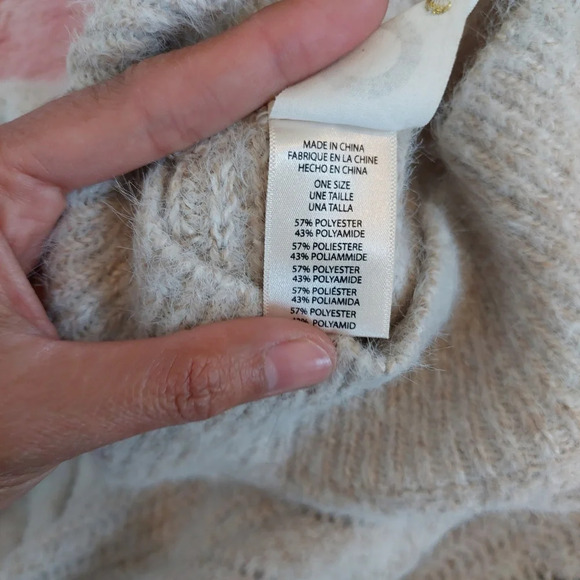 MADE IN CHINA
FABRIQUE EN LA CHINE
HECHO EN CHINA
ONE SIZE
UNE TAILLE
UNA TALLA
57% POLYESTER
43% POLYAMIDE
57% POLIESTERE
43% POLIAMMIDE
57% POLYESTER
43% POLYAMIDE
57% POLIÉSTER
43% POLIAMIDA
57% POLYESTER
43% POLYAMID